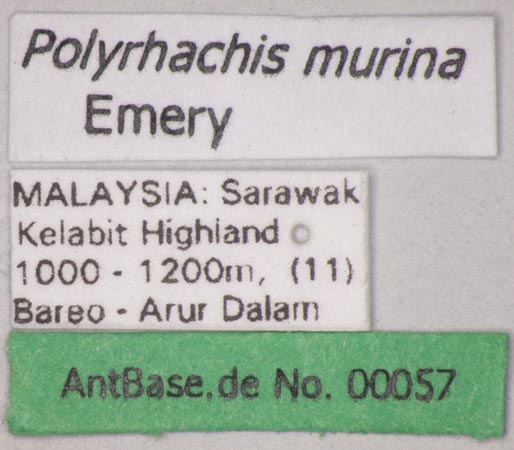 Polyrhachis murina
Emery
MALAYSIA: Sarawak
Kelabit Highland
1000 - 1200m, (11)
Bareo - Arur Dalam
AntBase.de No. 00057